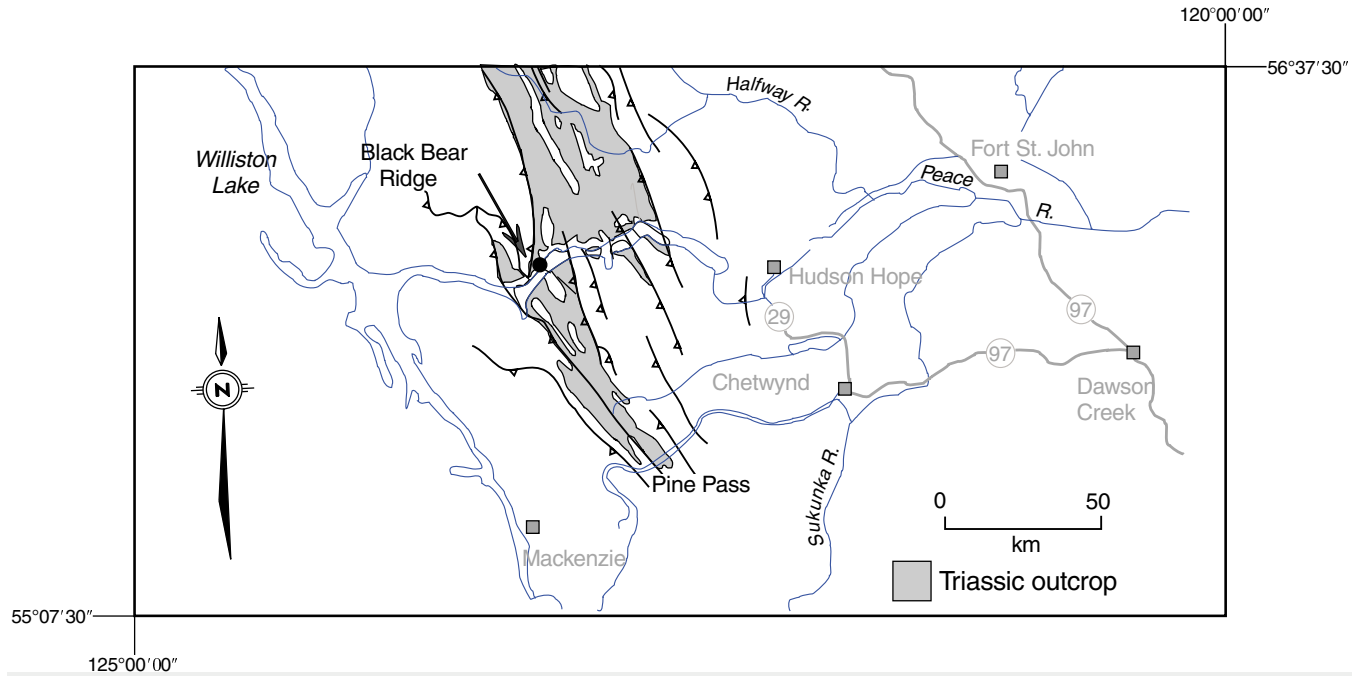 120°00′00″
56°37′30″
Halfway R.
Fort St. John
Black Bear
Ridge
Williston
Lake
Peace
R.
Hudson Hope
29
97
97
Chetwynd
Dawson
Creek
N
Pine Pass
Sukunka R.
0 50
km
Mackenzie
Triassic outcrop
55°07′30″
125°00′00″